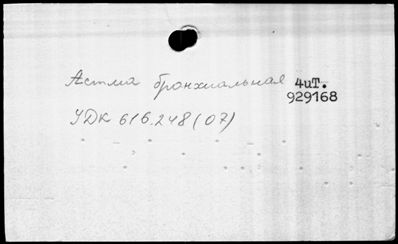 Астма бронхиальная 4иТ.
929168
УДК 616.248(07)